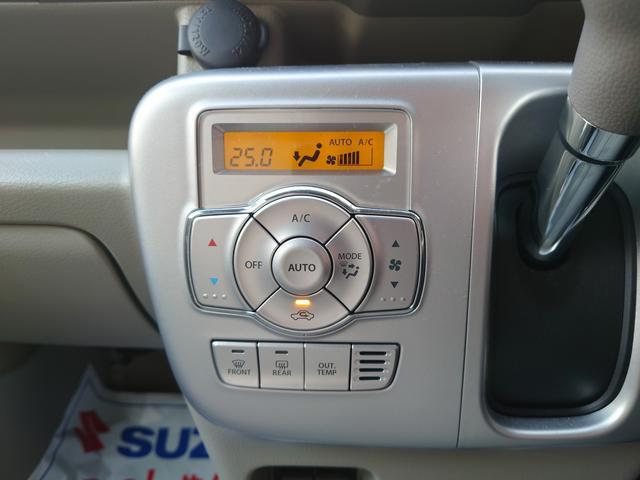 AUTO A/C
25.0
A/C
OFF
AUTO
MODE
FRONT
REAR
OUT.
TEMP
SUZ